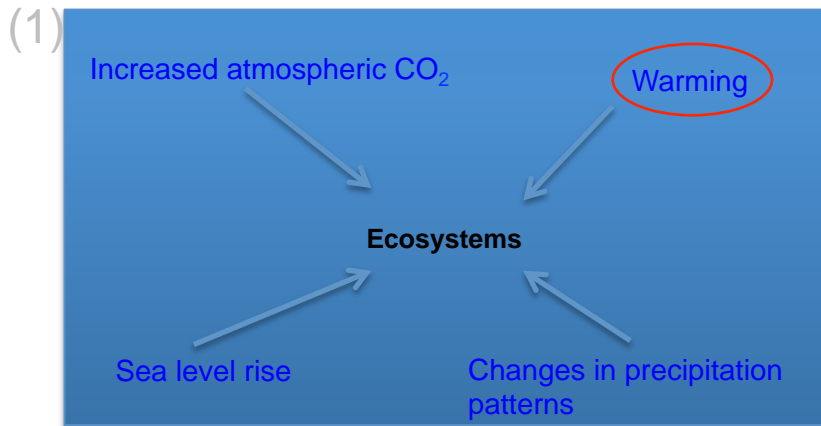 (1)
Increased atmospheric CO₂
Warming
Ecosystems
Sea level rise
Changes in precipitation
patterns